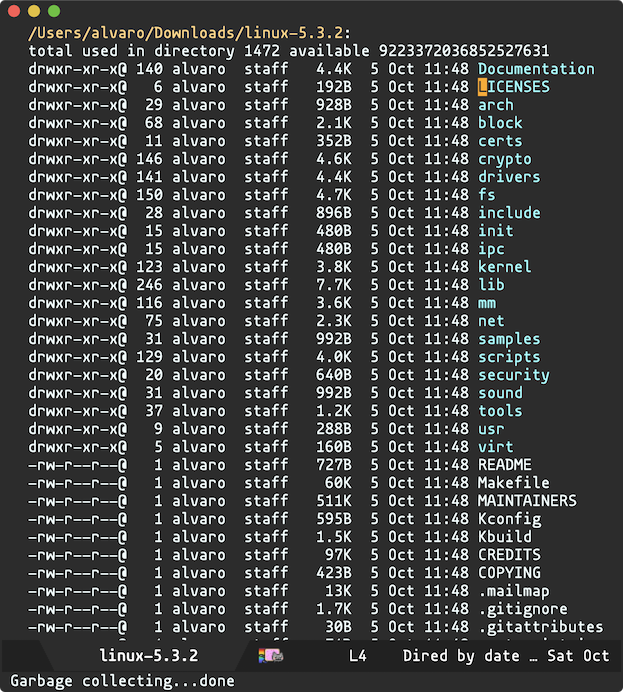 /Users/alvaro/Downloads/linux-5.3.2:
total used in directory 1472 available 9223372036852527631
drwxr-xr-x@ 140 alvaro staff 4.4K 5 Oct 11:48 Documentation
drwxr-xr-x@ 6 alvaro staff 192B 5 Oct 11:48 LICENSES
drwxr-xr-x@ 29 alvaro staff 928B 5 Oct 11:48 arch
drwxr-xr-x@ 68 alvaro staff 2.1K 5 Oct 11:48 block
drwxr-xr-x@ 11 alvaro staff 352B 5 Oct 11:48 certs
drwxr-xr-x@ 146 alvaro staff 4.6K 5 Oct 11:48 crypto
drwxr-xr-x@ 141 alvaro staff 4.4K 5 Oct 11:48 drivers
drwxr-xr-x@ 150 alvaro staff 4.7K 5 Oct 11:48 fs
drwxr-xr-x@ 28 alvaro staff 896B 5 Oct 11:48 include
drwxr-xr-x@ 15 alvaro staff 480B 5 Oct 11:48 init
drwxr-xr-x@ 15 alvaro staff 480B 5 Oct 11:48 ipc
drwxr-xr-x@ 123 alvaro staff 3.8K 5 Oct 11:48 kernel
drwxr-xr-x@ 246 alvaro staff 7.7K 5 Oct 11:48 lib
drwxr-xr-x@ 116 alvaro staff 3.6K 5 Oct 11:48 mm
drwxr-xr-x@ 75 alvaro staff 2.3K 5 Oct 11:48 net
drwxr-xr-x@ 31 alvaro staff 992B 5 Oct 11:48 samples
drwxr-xr-x@ 129 alvaro staff 4.0K 5 Oct 11:48 scripts
drwxr-xr-x@ 20 alvaro staff 640B 5 Oct 11:48 security
drwxr-xr-x@ 31 alvaro staff 992B 5 Oct 11:48 sound
drwxr-xr-x@ 37 alvaro staff 1.2K 5 Oct 11:48 tools
drwxr-xr-x@ 9 alvaro staff 288B 5 Oct 11:48 usr
drwxr-xr-x@ 5 alvaro staff 160B 5 Oct 11:48 virt
-rw-r--r--@ 1 alvaro staff 727B 5 Oct 11:48 README
-rw-r--r--@ 1 alvaro staff 60K 5 Oct 11:48 Makefile
-rw-r--r--@ 1 alvaro staff 511K 5 Oct 11:48 MAINTAINERS
-rw-r--r--@ 1 alvaro staff 595B 5 Oct 11:48 Kconfig
-rw-r--r--@ 1 alvaro staff 1.5K 5 Oct 11:48 Kbuild
-rw-r--r--@ 1 alvaro staff 97K 5 Oct 11:48 CREDITS
-rw-r--r--@ 1 alvaro staff 423B 5 Oct 11:48 COPYING
-rw-r--r--@ 1 alvaro staff 13K 5 Oct 11:48 .mailmap
-rw-r--r--@ 1 alvaro staff 1.7K 5 Oct 11:48 .gitignore
-rw-r--r--@ 1 alvaro staff 30B 5 Oct 11:48 .gitattributes
linux-5.3.2 L4 Dired by date … Sat Oct
Garbage collecting...done